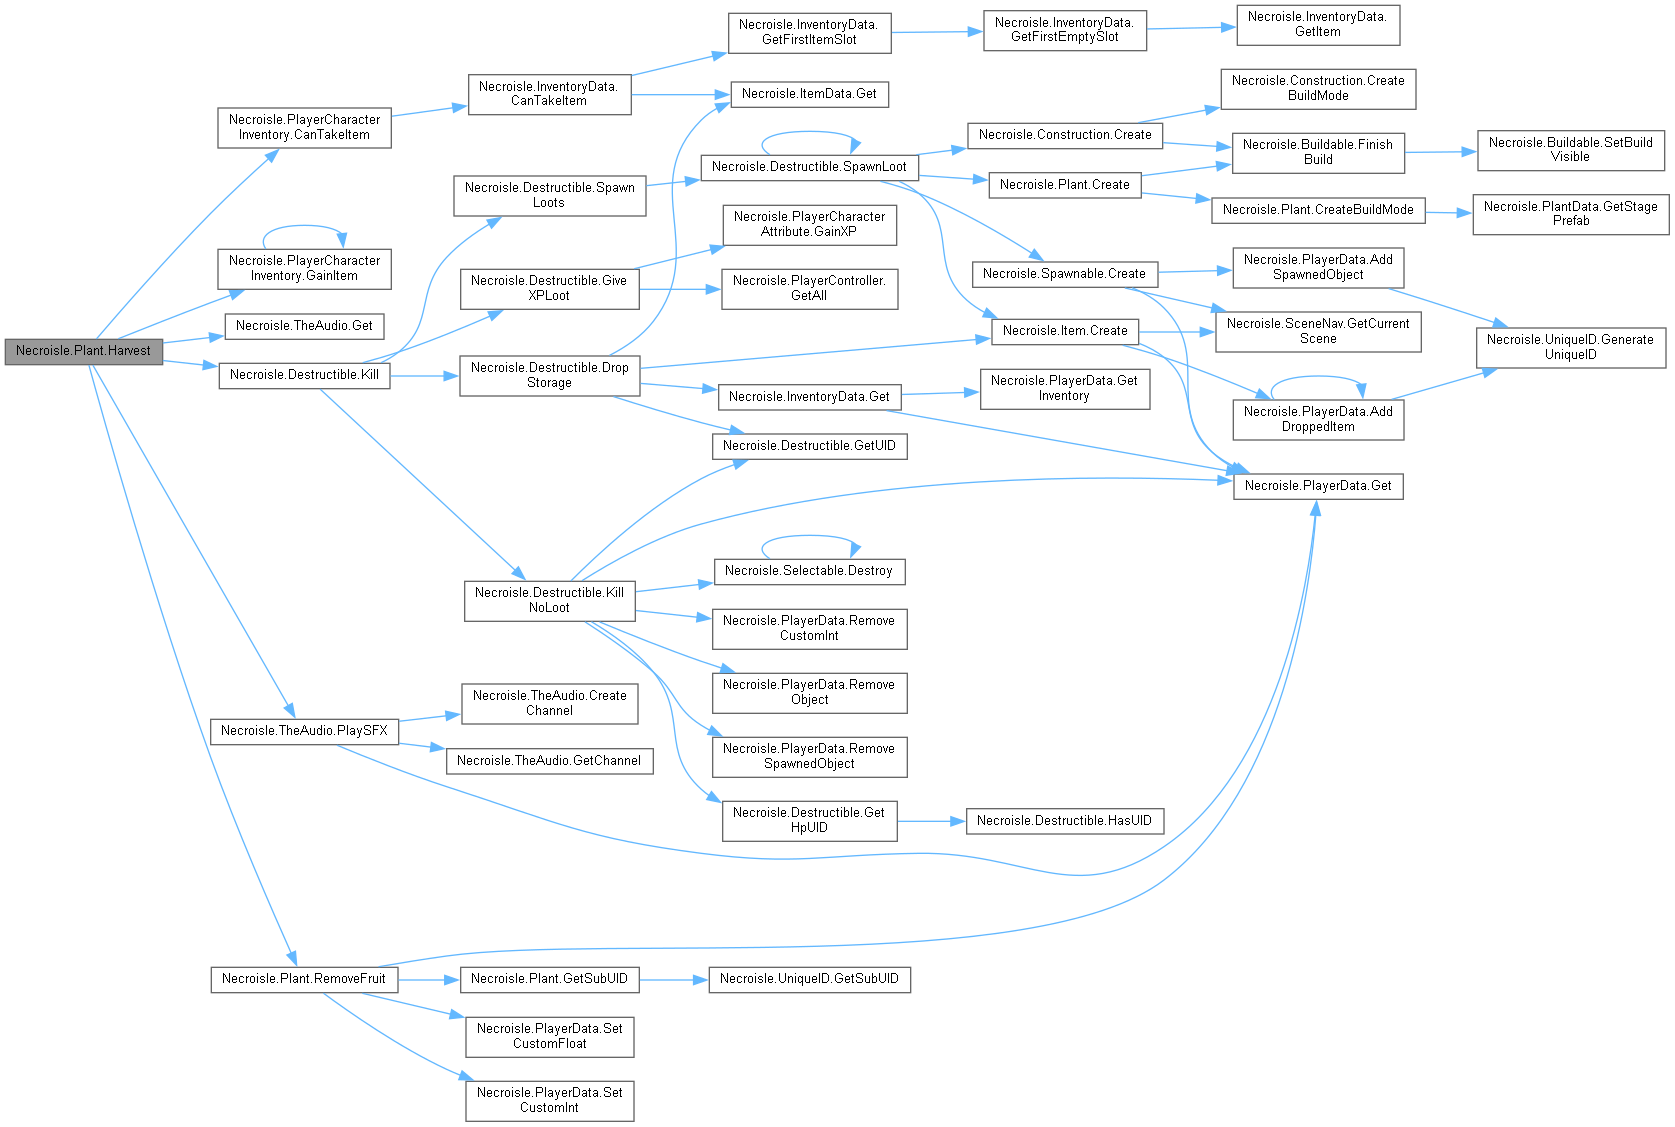 Necroisle.Plant.Harvest
Necroisle.PlayerCharacter
Inventory.CanTakeItem
Necroisle.PlayerCharacter
Inventory.GainItem
Necroisle.TheAudio.Get
Necroisle.Destructible.Kill
Necroisle.TheAudio.PlaySFX
Necroisle.Plant.RemoveFruit
Necroisle.InventoryData.
CanTakeItem
Necroisle.Destructible.Spawn
Loots
Necroisle.Destructible.Give
XPLoot
Necroisle.Destructible.Drop
Storage
Necroisle.Destructible.Kill
NoLoot
Necroisle.TheAudio.Create
Channel
Necroisle.TheAudio.GetChannel
Necroisle.Plant.GetSubUID
Necroisle.PlayerData.Set
CustomFloat
Necroisle.PlayerData.Set
CustomInt
Necroisle.InventoryData.
GetFirstItemSlot
Necroisle.ItemData.Get
Necroisle.Destructible.SpawnLoot
Necroisle.PlayerCharacter
Attribute.GainXP
Necroisle.PlayerController.
GetAll
Necroisle.InventoryData.Get
Necroisle.Destructible.GetUID
Necroisle.Selectable.Destroy
Necroisle.PlayerData.Remove
CustomInt
Necroisle.PlayerData.Remove
Object
Necroisle.PlayerData.Remove
SpawnedObject
Necroisle.Destructible.Get
HpUID
Necroisle.UniqueID.GetSubUID
Necroisle.InventoryData.
GetFirstEmptySlot
Necroisle.Construction.Create
Necroisle.Plant.Create
Necroisle.Spawnable.Create
Necroisle.Item.Create
Necroisle.PlayerData.Get
Inventory
Necroisle.Destructible.HasUID
Necroisle.InventoryData.
GetItem
Necroisle.Construction.Create
BuildMode
Necroisle.Buildable.Finish
Build
Necroisle.Plant.CreateBuildMode
Necroisle.PlayerData.Add
SpawnedObject
Necroisle.SceneNav.GetCurrent
Scene
Necroisle.PlayerData.Add
DroppedItem
Necroisle.PlayerData.Get
Necroisle.Buildable.SetBuild
Visible
Necroisle.PlantData.GetStage
Prefab
Necroisle.UniqueID.Generate
UniqueID